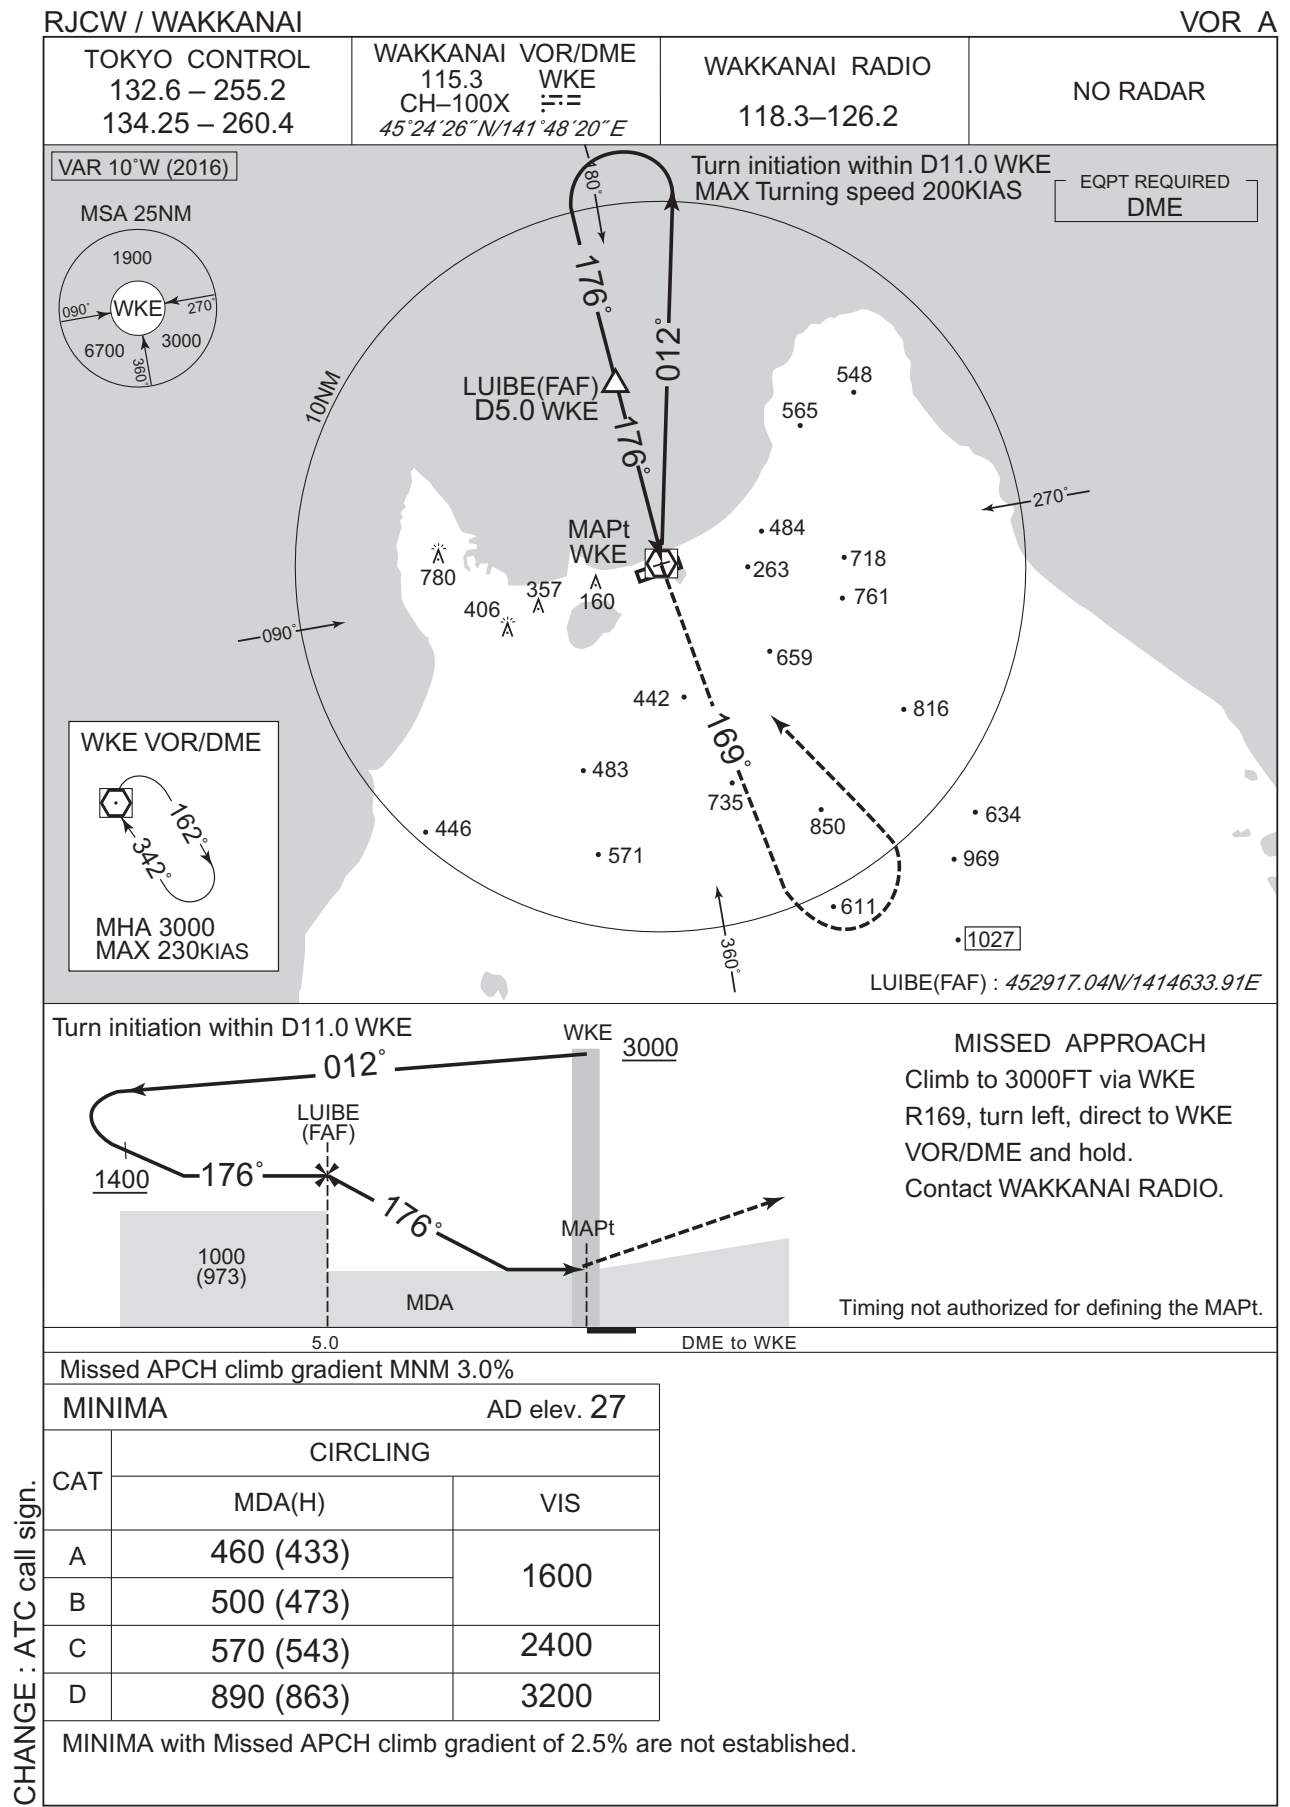 RJCW / WAKKANAI
VOR A
TOKYO CONTROL
132.6 – 255.2
134.25 – 260.4
WAKKANAI VOR/DME
115.3 WKE
CH–100X
45°24´26˝N/141°48´20˝E
WAKKANAI RADIO
118.3–126.2
NO RADAR
VAR 10°W (2016)
Turn initiation within D11.0 WKE
MAX Turning speed 200KIAS
EQPT REQUIRED
DME
MSA 25NM
1900
090°
WKE
270°
6700
3000
360°
180°
176°
012°
10NM
LUIBE(FAF)
D5.0 WKE
176°
548
565
270°
MAPt
WKE
484
718
263
780
357
160
761
406
090°
659
442
816
169°
483
735
850
634
446
571
969
611
1027
360°
WKE VOR/DME
162°
342°
MHA 3000
MAX 230KIAS
LUIBE(FAF) : 452917.04N/1414633.91E
Turn initiation within D11.0 WKE
WKE
3000
012°
LUIBE
(FAF)
1400
176°
176°
MAPt
1000
(973)
MDA
5.0
DME to WKE
MISSED APPROACH
Climb to 3000FT via WKE
R169, turn left, direct to WKE
VOR/DME and hold.
Contact WAKKANAI RADIO.
Timing not authorized for defining the MAPt.
Missed APCH climb gradient MNM 3.0%
MINIMA
AD elev. 27
CAT
CIRCLING
MDA(H)
VIS
A
460 (433)
1600
B
500 (473)
C
570 (543)
2400
D
890 (863)
3200
MINIMA with Missed APCH climb gradient of 2.5% are not established.
CHANGE : ATC call sign.